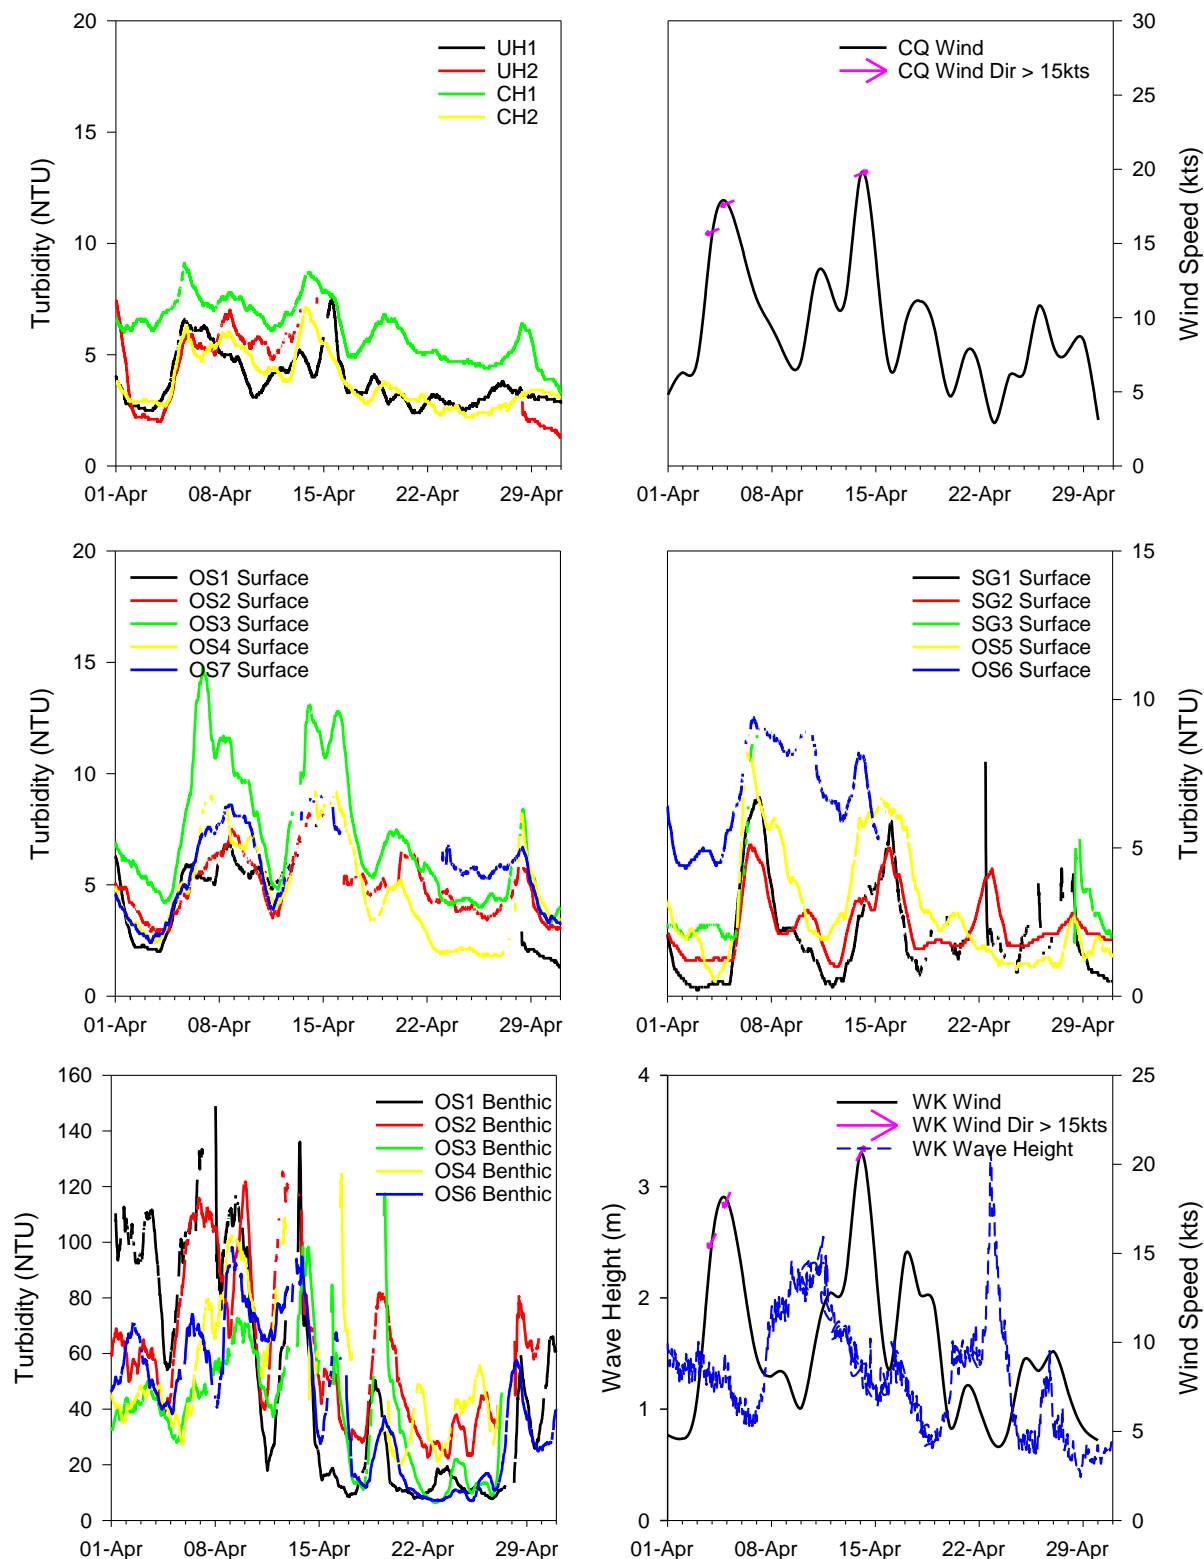 20
15
10
5
0
Turbidity (NTU)
UH1
UH2
CH1
CH2
01-Apr 08-Apr 15-Apr 22-Apr 29-Apr
CQ Wind
CQ Wind Dir > 15kts
30
25
20
15
10
5
0
Wind Speed (kts)
01-Apr 08-Apr 15-Apr 22-Apr 29-Apr
20
15
10
5
0
Turbidity (NTU)
OS1 Surface
OS2 Surface
OS3 Surface
OS4 Surface
OS7 Surface
01-Apr 08-Apr 15-Apr 22-Apr 29-Apr
SG1 Surface
SG2 Surface
SG3 Surface
OS5 Surface
OS6 Surface
15
10
5
0
Turbidity (NTU)
01-Apr 08-Apr 15-Apr 22-Apr 29-Apr
160
140
120
100
80
60
40
20
0
Turbidity (NTU)
OS1 Benthic
OS2 Benthic
OS3 Benthic
OS4 Benthic
OS6 Benthic
01-Apr 08-Apr 15-Apr 22-Apr 29-Apr
4
3
2
1
0
Wave Height (m)
WK Wind
WK Wind Dir > 15kts
WK Wave Height
25
20
15
10
5
0
Wind Speed (kts)
01-Apr 08-Apr 15-Apr 22-Apr 29-Apr